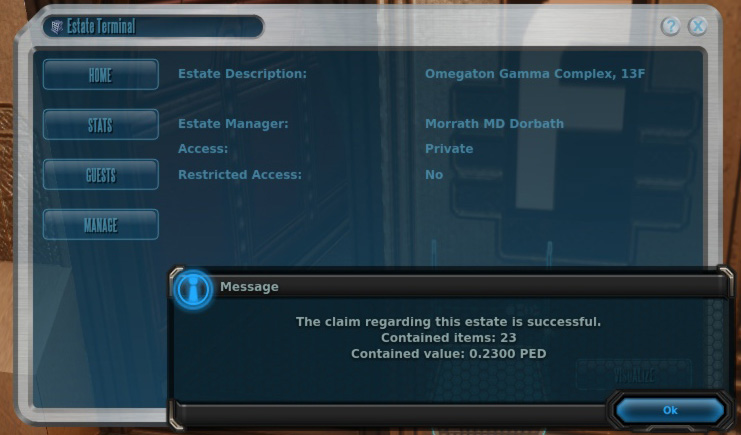 Estate Terminal
?
X
HOME
Estate Description: Omegaton Gamma Complex, 13F
STATS
Estate Manager: Morrath MD Dorbath
Access: Private
GUESTS
Restricted Access: No
MANAGE
Message
The claim regarding this estate is successful.
Contained items: 23
Contained value: 0.2300 PED
VISUALIZE
Ok